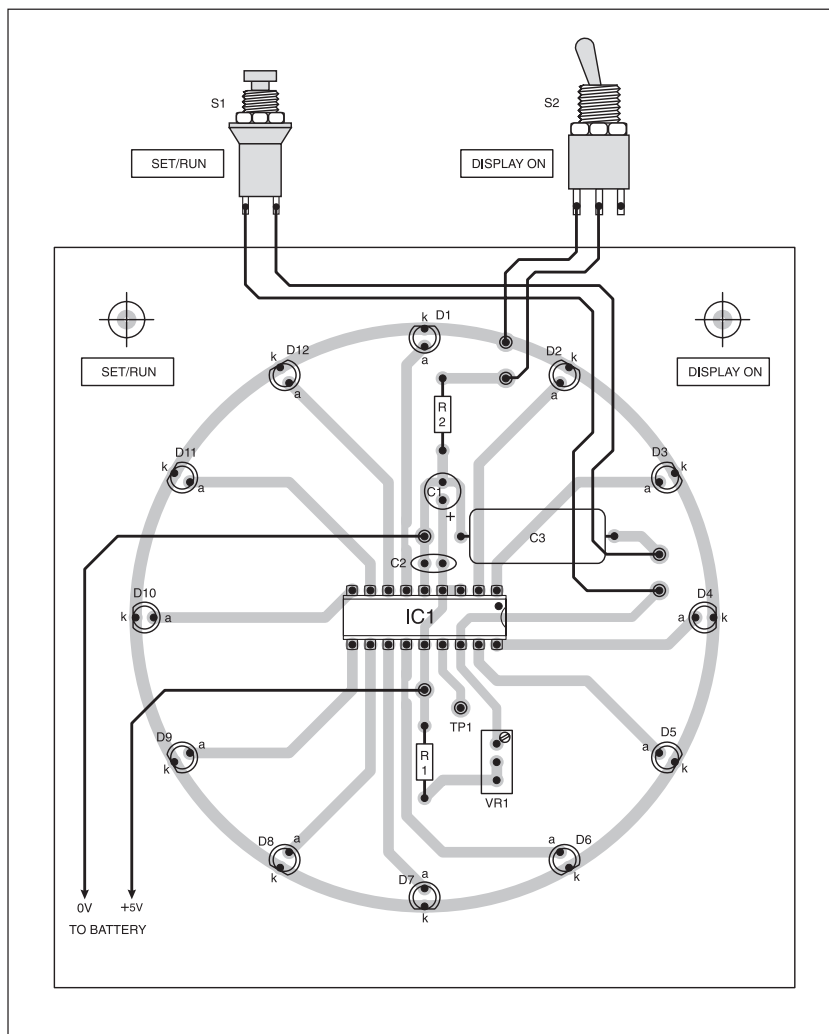 S1
S2
SET/RUN
DISPLAY ON
k
D1
a
SET/RUN
DISPLAY ON
k
D12
a
D2
k
a
R
2
D11
k
a
D3
k
a
C1
+
C3
C2
D10
k
a
IC1
D4
a
k
TP1
D9
a
k
D5
a
k
R
1
VR1
D8
a
k
D6
a
k
D7
a
k
0V
+5V
TO BATTERY